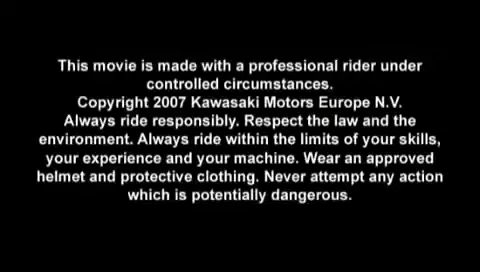 This movie is made with a professional rider under
controlled circumstances.
Copyright 2007 Kawasaki Motors Europe N.V.
Always ride responsibly. Respect the law and the
environment. Always ride within the limits of your skills,
your experience and your machine. Wear an approved
helmet and protective clothing. Never attempt any action
which is potentially dangerous.